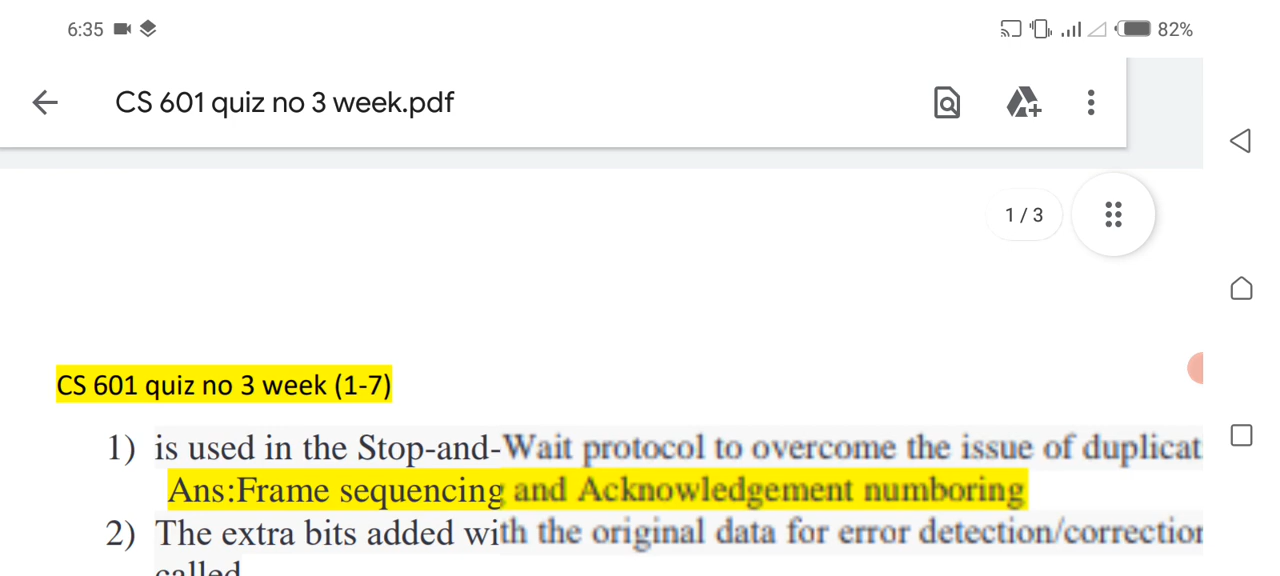 6:35
82%
CS 601 quiz no 3 week.pdf
1 / 3
CS 601 quiz no 3 week (1-7)
1) is used in the Stop-and-Wait protocol to overcome the issue of duplicat
Ans:Frame sequencing and Acknowledgement numboring
2) The extra bits added with the original data for error detection/correction
called